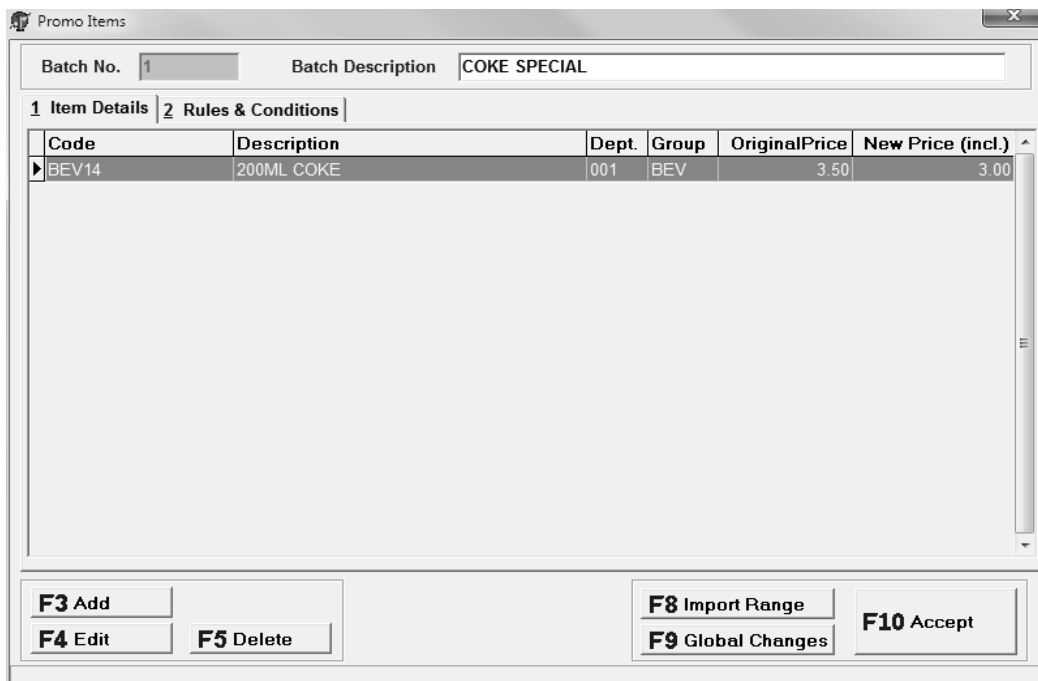 Promo Items
Batch No. 1 Batch Description COKE SPECIAL
1 Item Details 2 Rules & Conditions
Code Description Dept. Group OriginalPrice New Price (incl.)
BEV14 200ML COKE 001 BEV 3.50 3.00
F3 Add F8 Import Range F10 Accept
F4 Edit F5 Delete F9 Global Changes